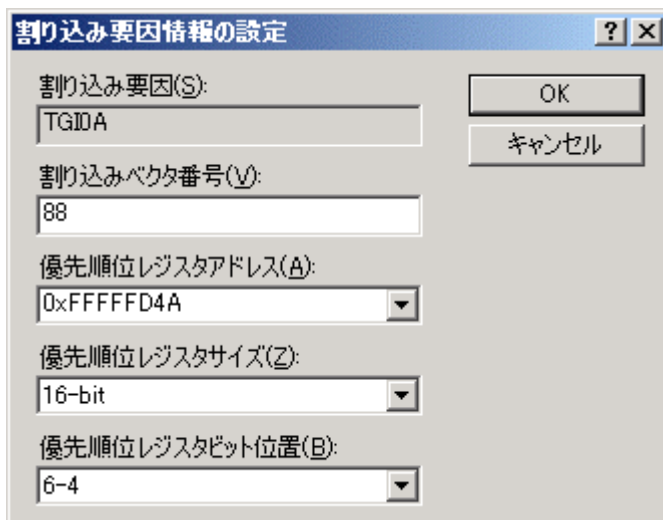 割り込み要因情報の設定
割り込み要因(S):
TGI0A
OK
キャンセル
割り込みベクタ番号(V):
88
優先順位レジスタアドレス(A):
0xFFFFFD4A
優先順位レジスタサイズ(Z):
16-bit
優先順位レジスタビット位置(B):
6-4